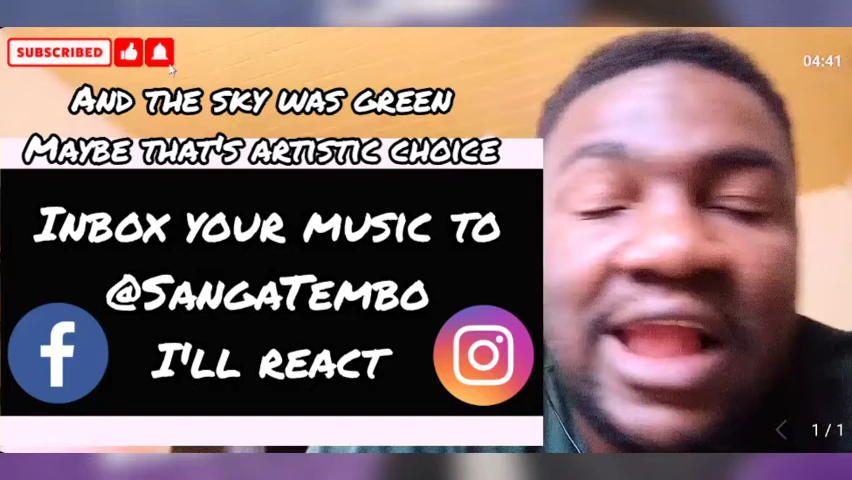 SUBSCRIBED
04:41
AND THE SKY WAS GREEN
MAYBE THAT'S ARTISTIC CHOICE
INBOX YOUR MUSIC TO
@SANGATEMBO
I'LL REACT
1/1